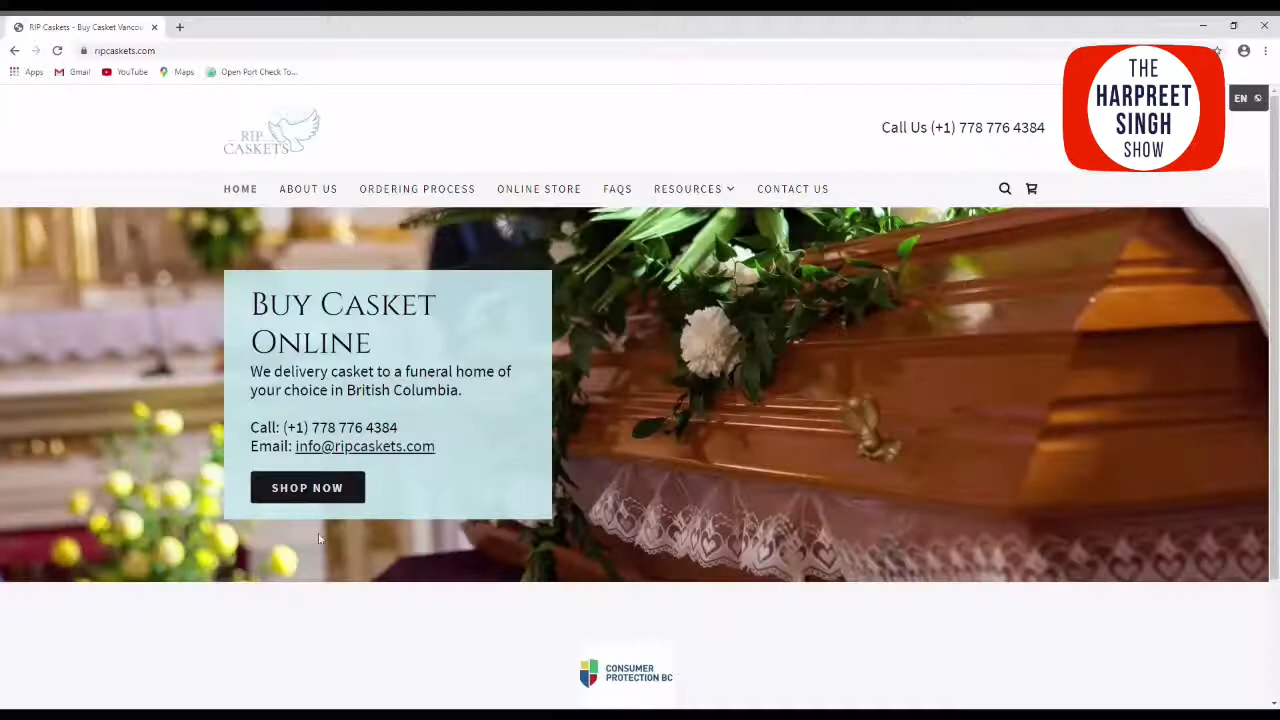 RIP Caskets - Buy Casket Vancou
ripcaskets.com
Apps Gmail YouTube Maps Open Port Check To...
THE
HARPREET
SINGH
SHOW
EN
RIP
CASKETS
Call Us (+1) 778 776 4384
HOME ABOUT US ORDERING PROCESS ONLINE STORE FAQS RESOURCES CONTACT US
BUY CASKET
ONLINE
We delivery casket to a funeral home of
your choice in British Columbia.
Call: (+1) 778 776 4384
Email: info@ripcaskets.com
SHOP NOW
CONSUMER
PROTECTION BC